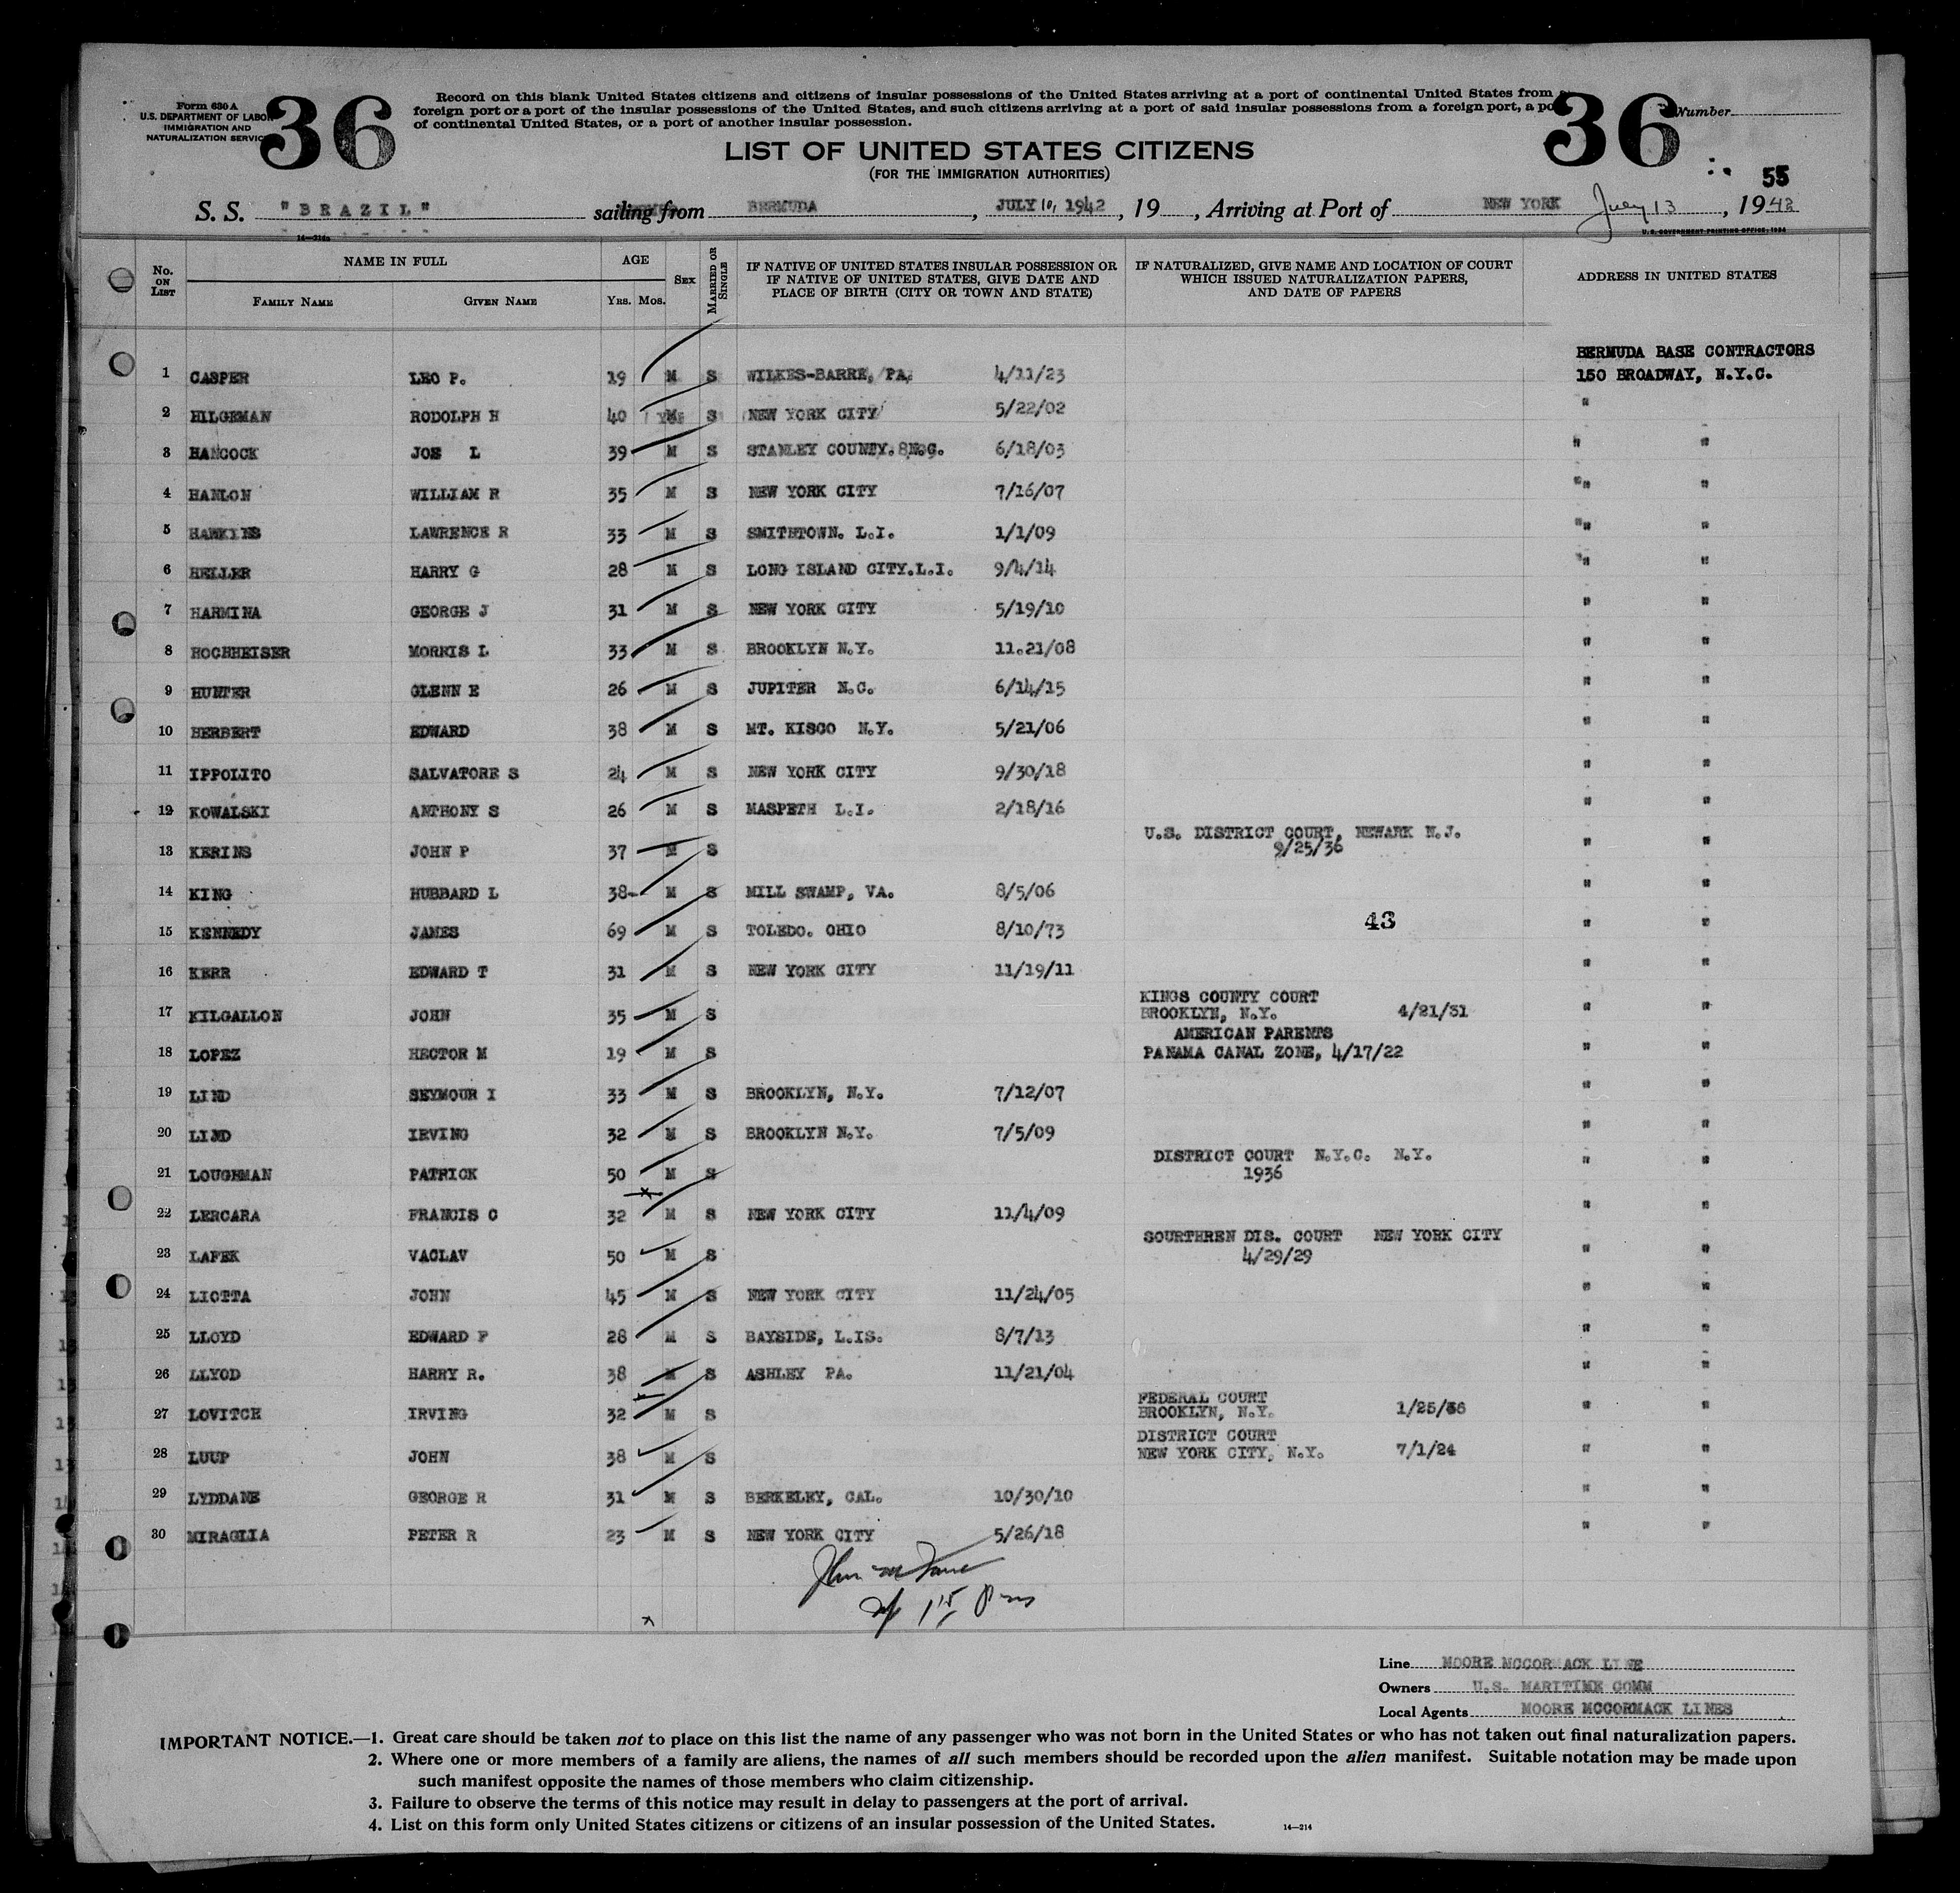 Form 630 A
U.S. DEPARTMENT OF LABOR
IMMIGRATION AND
NATURALIZATION SERVICE
36
Record on this blank United States citizens and citizens of insular possessions of the United States arriving at a port of continental United States from a
foreign port or a port of the insular possessions of the United States, and such citizens arriving at a port of said insular possessions from a foreign port, a po
of continental United States, or a port of another insular possession.
36
Number
LIST OF UNITED STATES CITIZENS
(FOR THE IMMIGRATION AUTHORITIES)
55
S. S. "BRAZIL" sailing from BERMUDA, JULY 10, 1942, 19 , Arriving at Port of NEW YORK July 13, 1942
14—314a
U.S. GOVERNMENT PRINTING OFFICE: 1934
No. ON LIST NAME IN FULL FAMILY NAME GIVEN NAME AGE YRS. MOS. SEX MARRIED OR SINGLE
IF NATIVE OF UNITED STATES INSULAR POSSESSION OR
IF NATIVE OF UNITED STATES, GIVE DATE AND
PLACE OF BIRTH (CITY OR TOWN AND STATE)
IF NATURALIZED, GIVE NAME AND LOCATION OF COURT
WHICH ISSUED NATURALIZATION PAPERS,
AND DATE OF PAPERS
ADDRESS IN UNITED STATES
BERMUDA BASE CONTRACTORS
1 CASPER LEO P. 19 M S WILKES-BARRE, PA. 4/11/23 150 BROADWAY, N.Y.C.
2 HILGEMAN RODOLPH H 40 M S NEW YORK CITY 5/22/02 "
3 HANCOCK JOE L 39 M S STANLEY COUNTY. N.C. 6/18/03 " "
4 HANLON WILLIAM R 35 M S NEW YORK CITY 7/16/07 " "
5 HAWKINS LAWRENCE R 33 M S SMITHTOWN. L.I. 1/1/09 " "
6 HELLER HARRY G 28 M S LONG ISLAND CITY.L.I. 9/4/14 " "
7 HARMINA GEORGE J 31 M S NEW YORK CITY 5/19/10 " "
8 HOCHHEISER MORRIS L 33 M S BROOKLYN N.Y. 11.21/08 " "
9 HUNTER GLENN E 26 M S JUPITER N.C. 6/14/15 " "
10 HERBERT EDWARD 38 M S MT. KISCO N.Y. 5/21/06 " "
11 IPPOLITO SALVATORE S 24 M S NEW YORK CITY 9/30/18 " "
12 KOWALSKI ANTHONY S 26 M S MASPETH L.I. 2/18/16 " "
U.S. DISTRICT COURT, NEWARK N.J.
13 KERINS JOHN P 37 M S 9/25/36 " "
14 KING HUBBARD L 38 M S MILL SWAMP, VA. 8/5/06 " "
43
15 KENNEDY JAMES 69 M S TOLEDO. OHIO 8/10/73 " "
16 KERR EDWARD T 31 M S NEW YORK CITY 11/19/11 " "
KINGS COUNTY COURT
17 KILGALLON JOHN 35 M S BROOKLYN, N.Y. 4/21/31 " "
AMERICAN PARENTS
18 LOPEZ HECTOR M 19 M S PANAMA CANAL ZONE, 4/17/22 " "
19 LIND SEYMOUR I 33 M S BROOKLYN, N.Y. 7/12/07 " "
20 LIND IRVING 32 M S BROOKLYN N.Y. 7/5/09 " "
DISTRICT COURT N.Y.C. N.Y.
21 LOUGHMAN PATRICK 50 M S 1936 " "
22 LERCARA FRANCIS C 32 M S NEW YORK CITY 11/4/09 " "
SOURTHREN DIS. COURT NEW YORK CITY
23 LAFEK VACLAV 50 M S 4/29/29 " "
24 LIOTTA JOHN 45 M S NEW YORK CITY 11/24/05 " "
25 LLOYD EDWARD F 28 M S BAYSIDE, L.IS. 8/7/13 " "
26 LLYOD HARRY R. 38 M S ASHLEY PA. 11/21/04 " "
FEDERAL COURT
27 LOVITCH IRVING 32 M S BROOKLYN, N.Y. 1/25/36 " "
DISTRICT COURT
28 LUUP JOHN 38 M S NEW YORK CITY, N.Y. 7/1/24 " "
29 LYDDANE GEORGE R 31 M S BERKELEY, CAL. 10/30/10 " "
30 MIRAGLIA PETER R 23 M S NEW YORK CITY 5/26/18 " "
Line MOORE MCCORMACK LINE
Owners U.S. MARITIME COMM
Local Agents MOORE MCCORMACK LINES
IMPORTANT NOTICE.—1. Great care should be taken not to place on this list the name of any passenger who was not born in the United States or who has not taken out final naturalization papers.
2. Where one or more members of a family are aliens, the names of all such members should be recorded upon the alien manifest. Suitable notation may be made upon
such manifest opposite the names of those members who claim citizenship.
3. Failure to observe the terms of this notice may result in delay to passengers at the port of arrival.
4. List on this form only United States citizens or citizens of an insular possession of the United States.
14—314